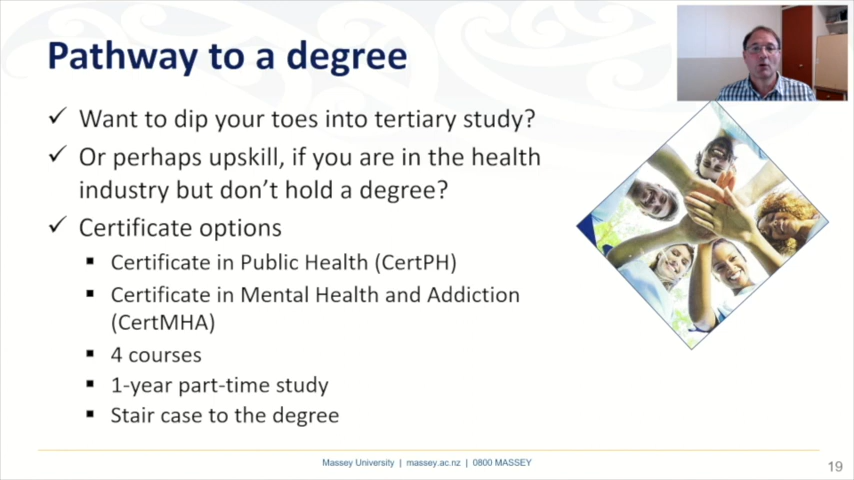 Pathway to a degree
Want to dip your toes into tertiary study?
Or perhaps upskill, if you are in the health
industry but don't hold a degree?
Certificate options
Certificate in Public Health (CertPH)
Certificate in Mental Health and Addiction
(CertMHA)
4 courses
1-year part-time study
Stair case to the degree
Massey University | massey.ac.nz | 0800 MASSEY
19